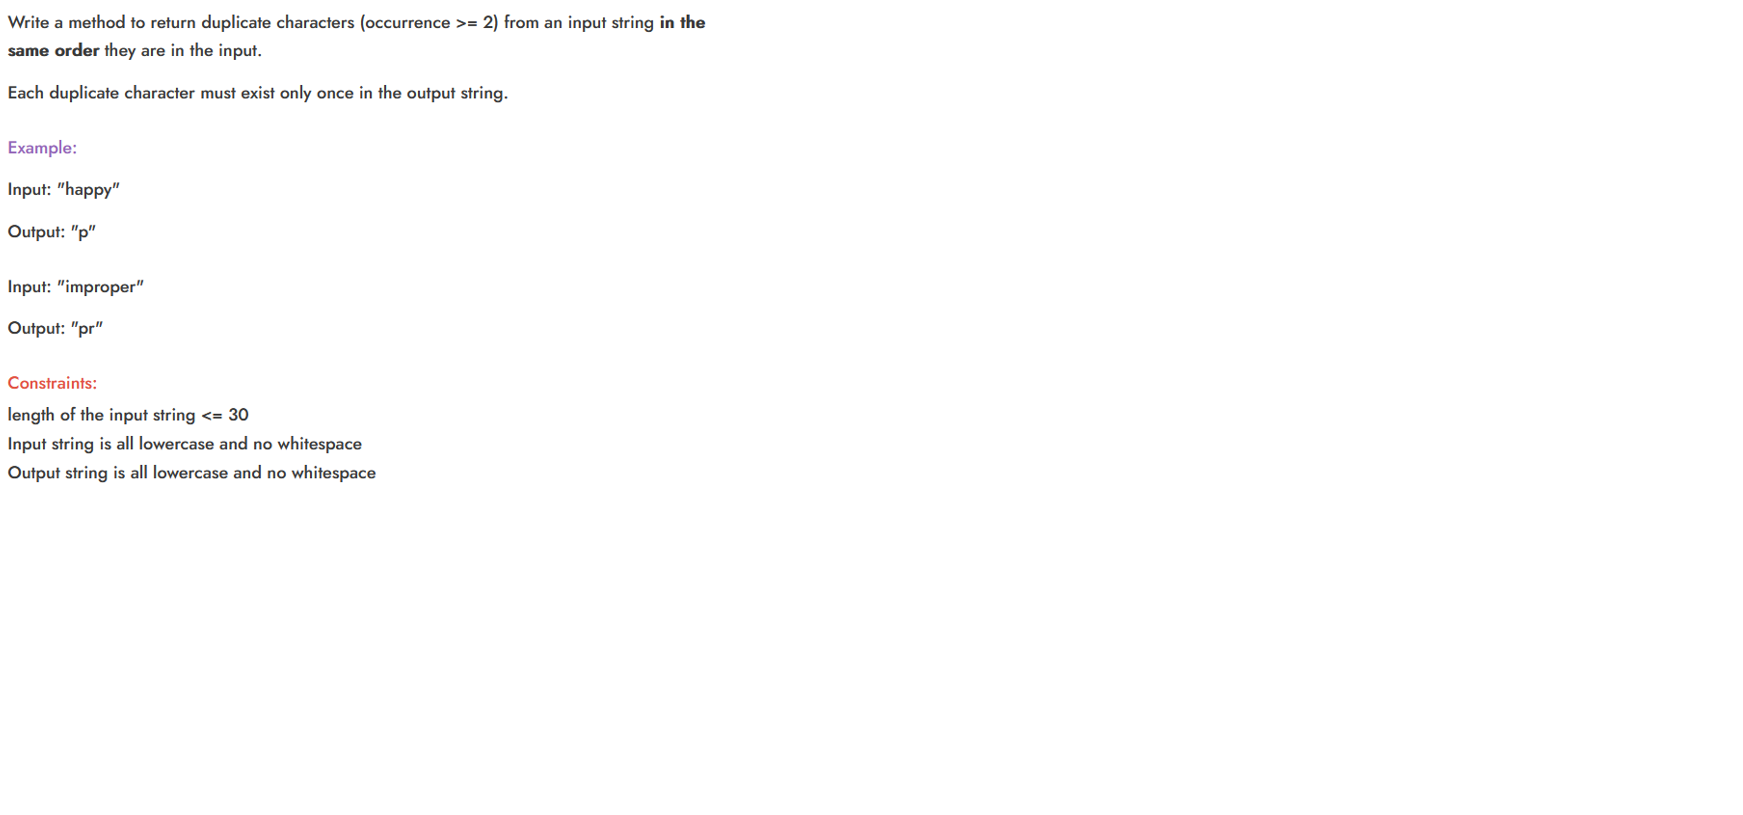 Write a method to return duplicate characters (occurrence >= 2) from an input string in the
same order they are in the input.
Each duplicate character must exist only once in the output string.
Example:
Input: "happy"
Output: "p"
Input: "improper"
Output: "pr"
Constraints:
length of the input string <= 30
Input string is all lowercase and no whitespace
Output string is all lowercase and no whitespace